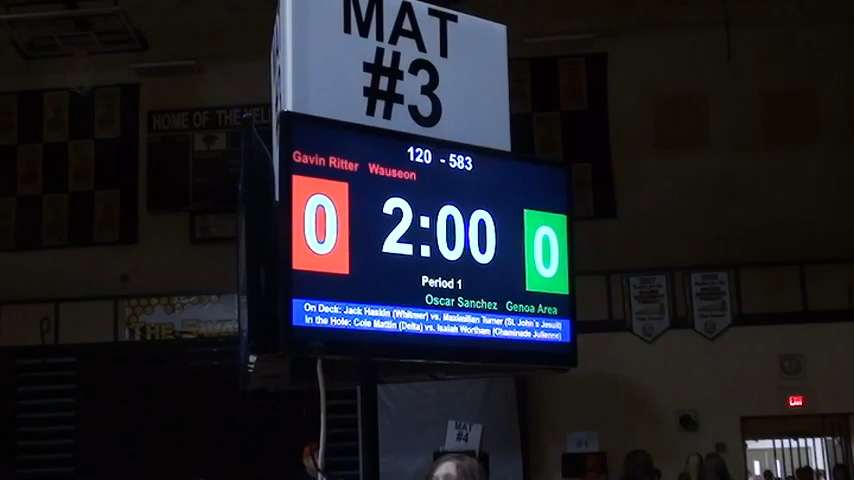 MAT
#3
120 - 583
Gavin Ritter Wauseon
0
2:00
0
Period 1
Oscar Sanchez Genoa Area
On Deck: Jack Haskin (Whitmer) vs. Maximilian Turner (St. John's Jesuit)
In the Hole: Cole Mattin (Delta) vs. Isaiah Wortham (Chaminade Julienne)
HOME OF THE
THE
MAT
#4